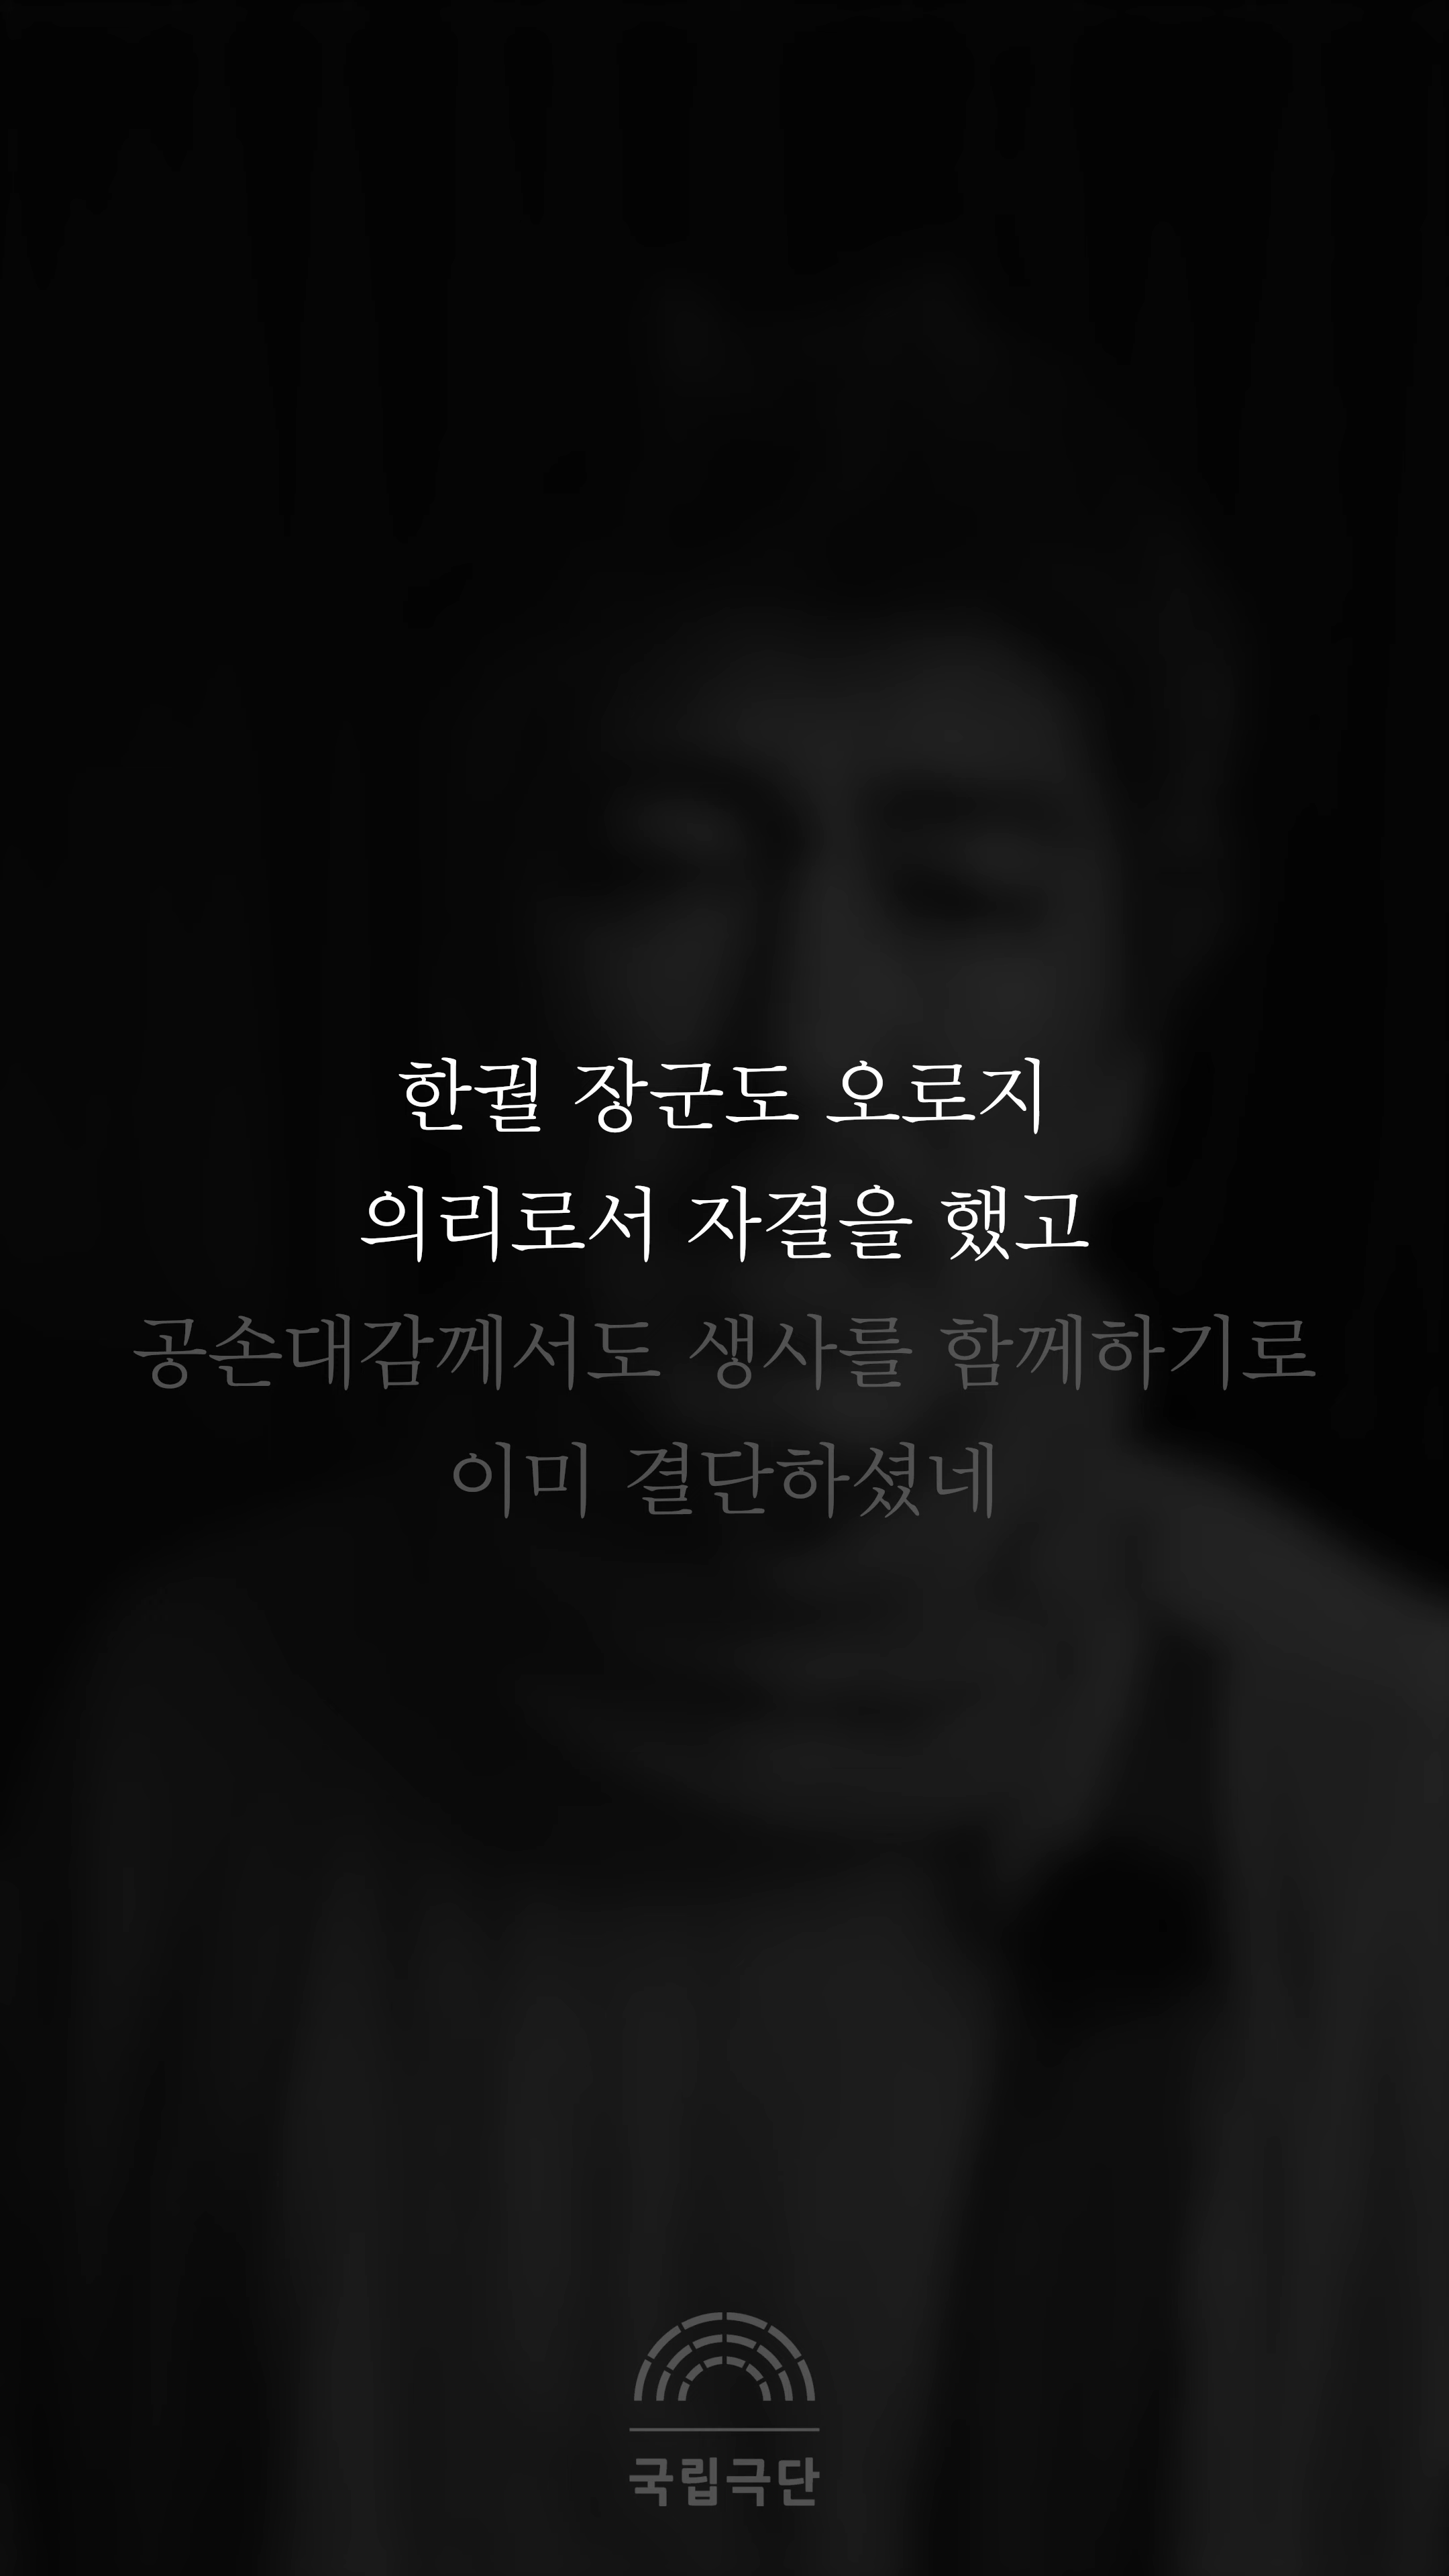 한궐 장군도 오로지
의리로서 자결을 했고
공손대감께서도 생사를 함께하기로
이미 결단하셨네
국립극단